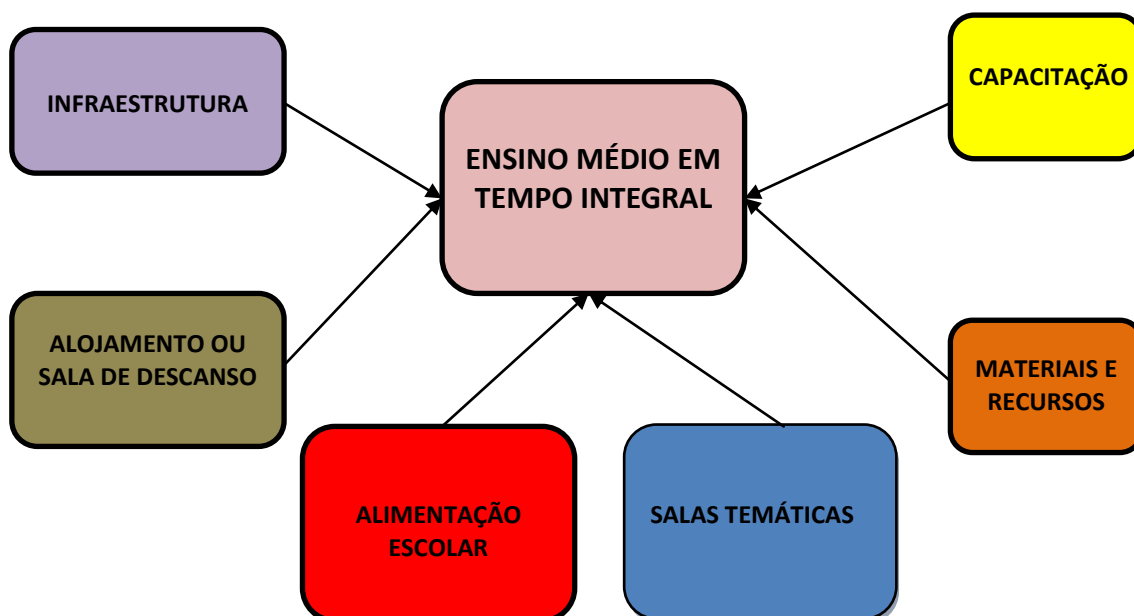 INFRAESTRUTURA
ENSINO MÉDIO EM
TEMPO INTEGRAL
CAPACITAÇÃO
ALOJAMENTO OU
SALA DE DESCANSO
MATERIAIS E
RECURSOS
ALIMENTAÇÃO
ESCOLAR
SALAS TEMÁTICAS